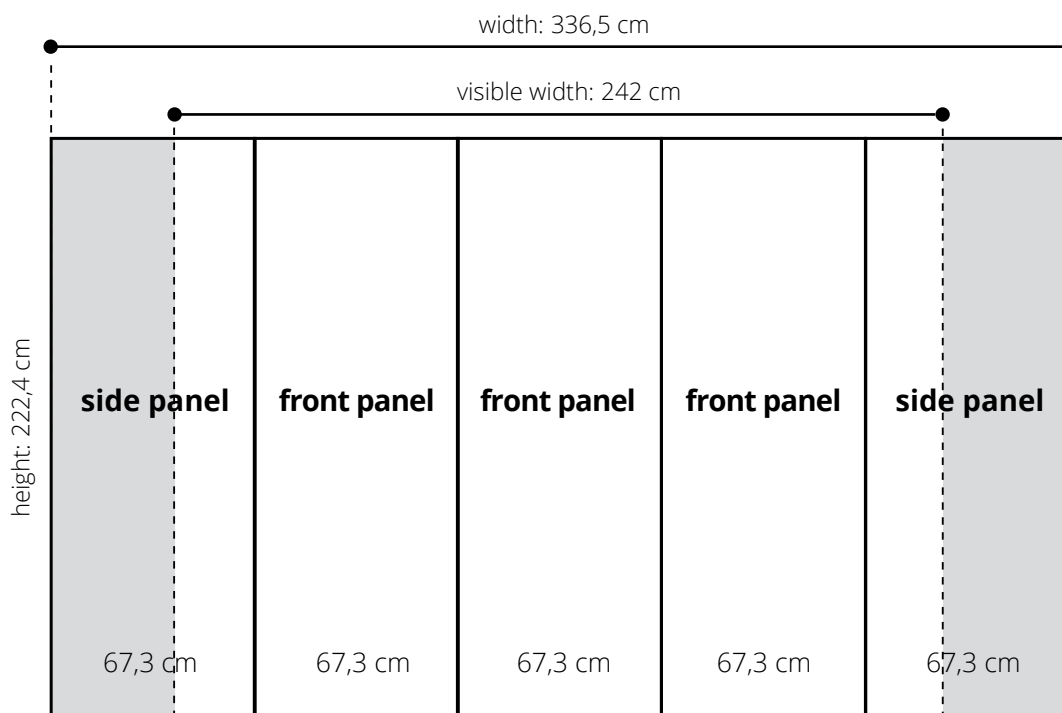 width: 336,5 cm
visible width: 242 cm
height: 222,4 cm
side panel
front panel
front panel
front panel
side panel
67,3 cm
67,3 cm
67,3 cm
67,3 cm
67,3 cm